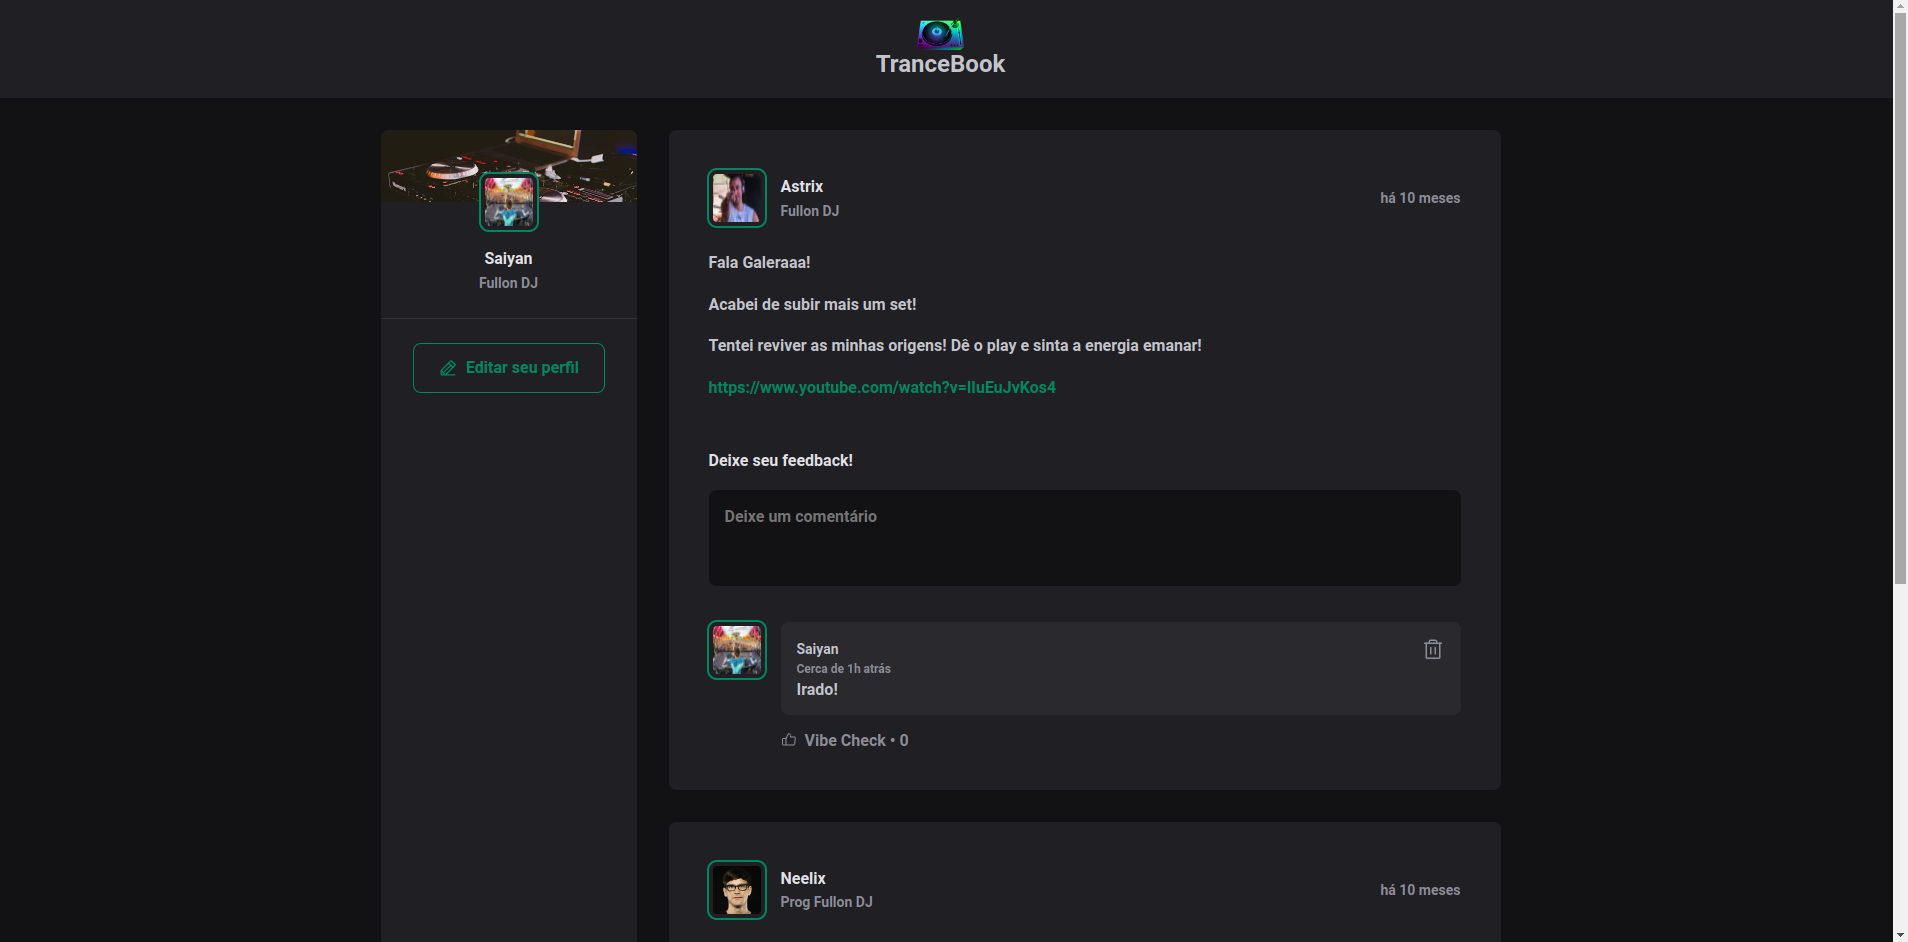 TranceBook
Saiyan
Fullon DJ
Editar seu perfil
Astrix
Fullon DJ
há 10 meses
Fala Galeraaa!
Acabei de subir mais um set!
Tentei reviver as minhas origens! Dê o play e sinta a energia emanar!
https://www.youtube.com/watch?v=IIuEuJvKos4
Deixe seu feedback!
Deixe um comentário
Saiyan
Cerca de 1h atrás
Irado!
Vibe Check • 0
Neelix
Prog Fullon DJ
há 10 meses